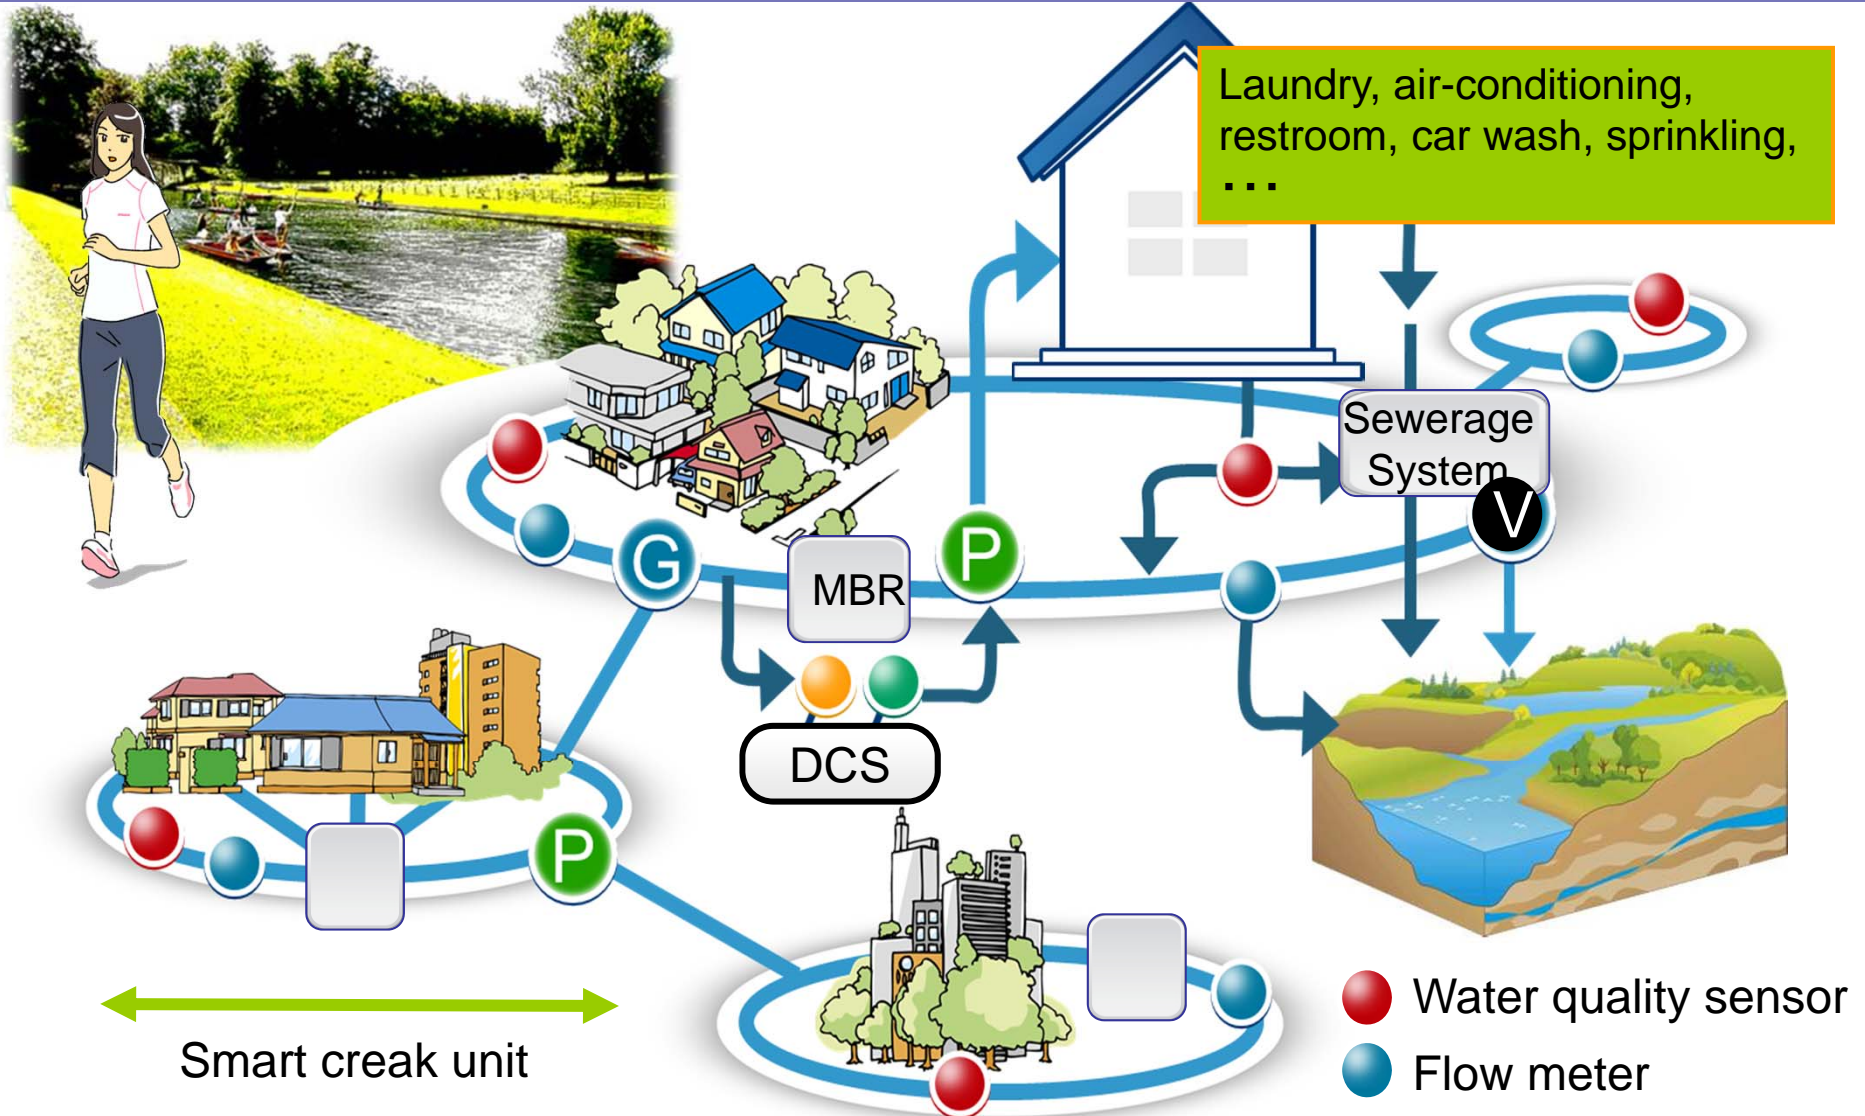 Laundry, air-conditioning,
restroom, car wash, sprinkling,
...
Sewerage
System
V
P
G
MBR
DCS
P
Smart creak unit
Water quality sensor
Flow meter